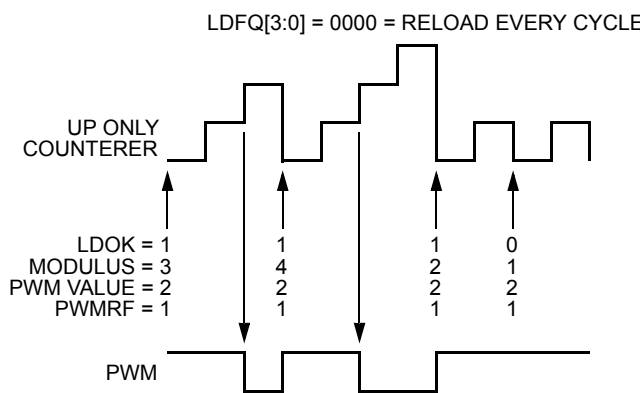 LDFQ[3:0] = 0000 = RELOAD EVERY CYCLE
UP ONLY
COUNTERER
LDOK = 1 1 1 0
MODULUS = 3 4 2 1
PWM VALUE = 2 2 2 2
PWMRF = 1 1 1 1
PWM